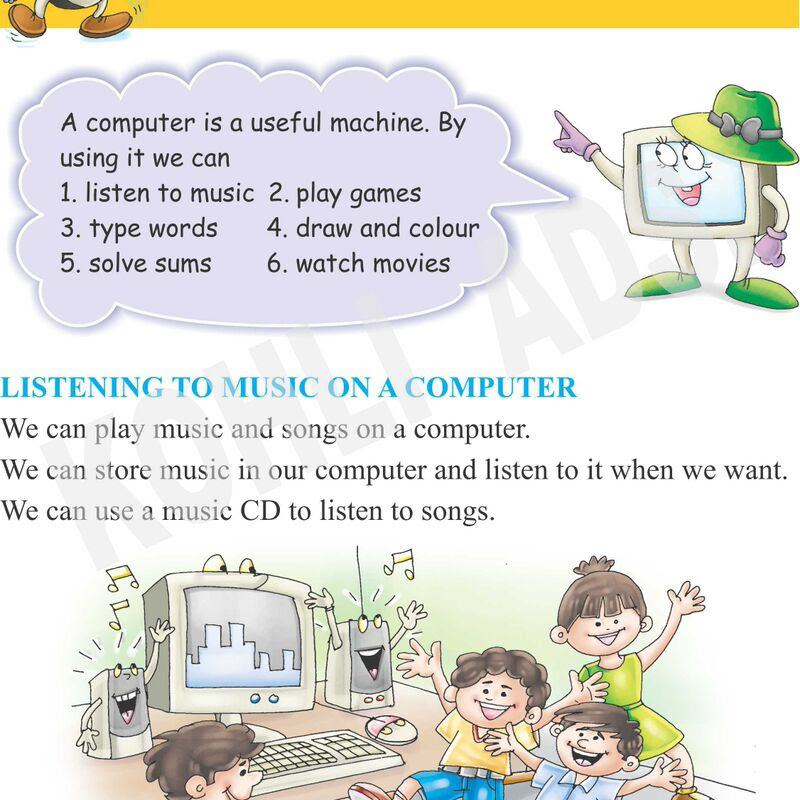 A computer is a useful machine. By
using it we can
1. listen to music 2. play games
3. type words 4. draw and colour
5. solve sums 6. watch movies
KOHLI ADS
LISTENING TO MUSIC ON A COMPUTER
We can play music and songs on a computer.
We can store music in our computer and listen to it when we want.
We can use a music CD to listen to songs.